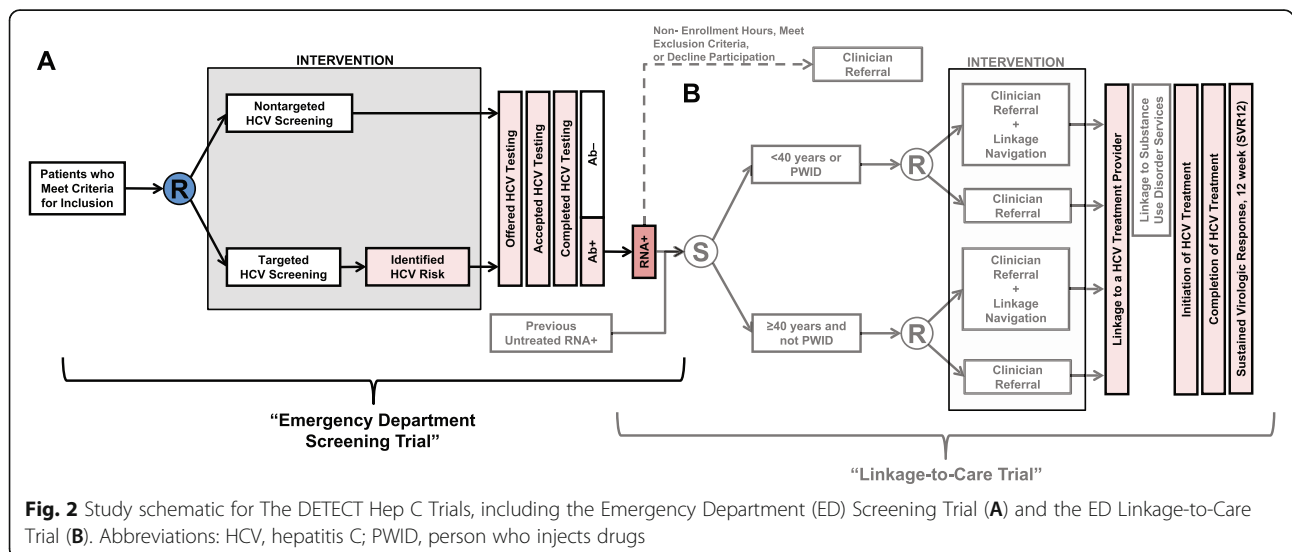 A
INTERVENTION
Patients who
Meet Criteria
for Inclusion
R
Nontargeted
HCV Screening
Targeted
HCV Screening
Identified
HCV Risk
Offered HCV Testing
Accepted HCV Testing
Completed HCV Testing
Ab–
Ab+
RNA+
Previous
Untreated RNA+
"Emergency Department
Screening Trial"
Non- Enrollment Hours, Meet
Exclusion Criteria,
or Decline Participation
Clinician
Referral
B
S
<40 years or
PWID
≥40 years and
not PWID
R
R
INTERVENTION
Clinician
Referral
+
Linkage
Navigation
Clinician
Referral
Clinician
Referral
+
Linkage
Navigation
Clinician
Referral
Linkage to a HCV Treatment Provider
Linkage to Substance
Use Disorder Services
Initiation of HCV Treatment
Completion of HCV Treatment
Sustained Virologic Response, 12 week (SVR12)
"Linkage-to-Care Trial"
Fig. 2 Study schematic for The DETECT Hep C Trials, including the Emergency Department (ED) Screening Trial (A) and the ED Linkage-to-Care
Trial (B). Abbreviations: HCV, hepatitis C; PWID, person who injects drugs